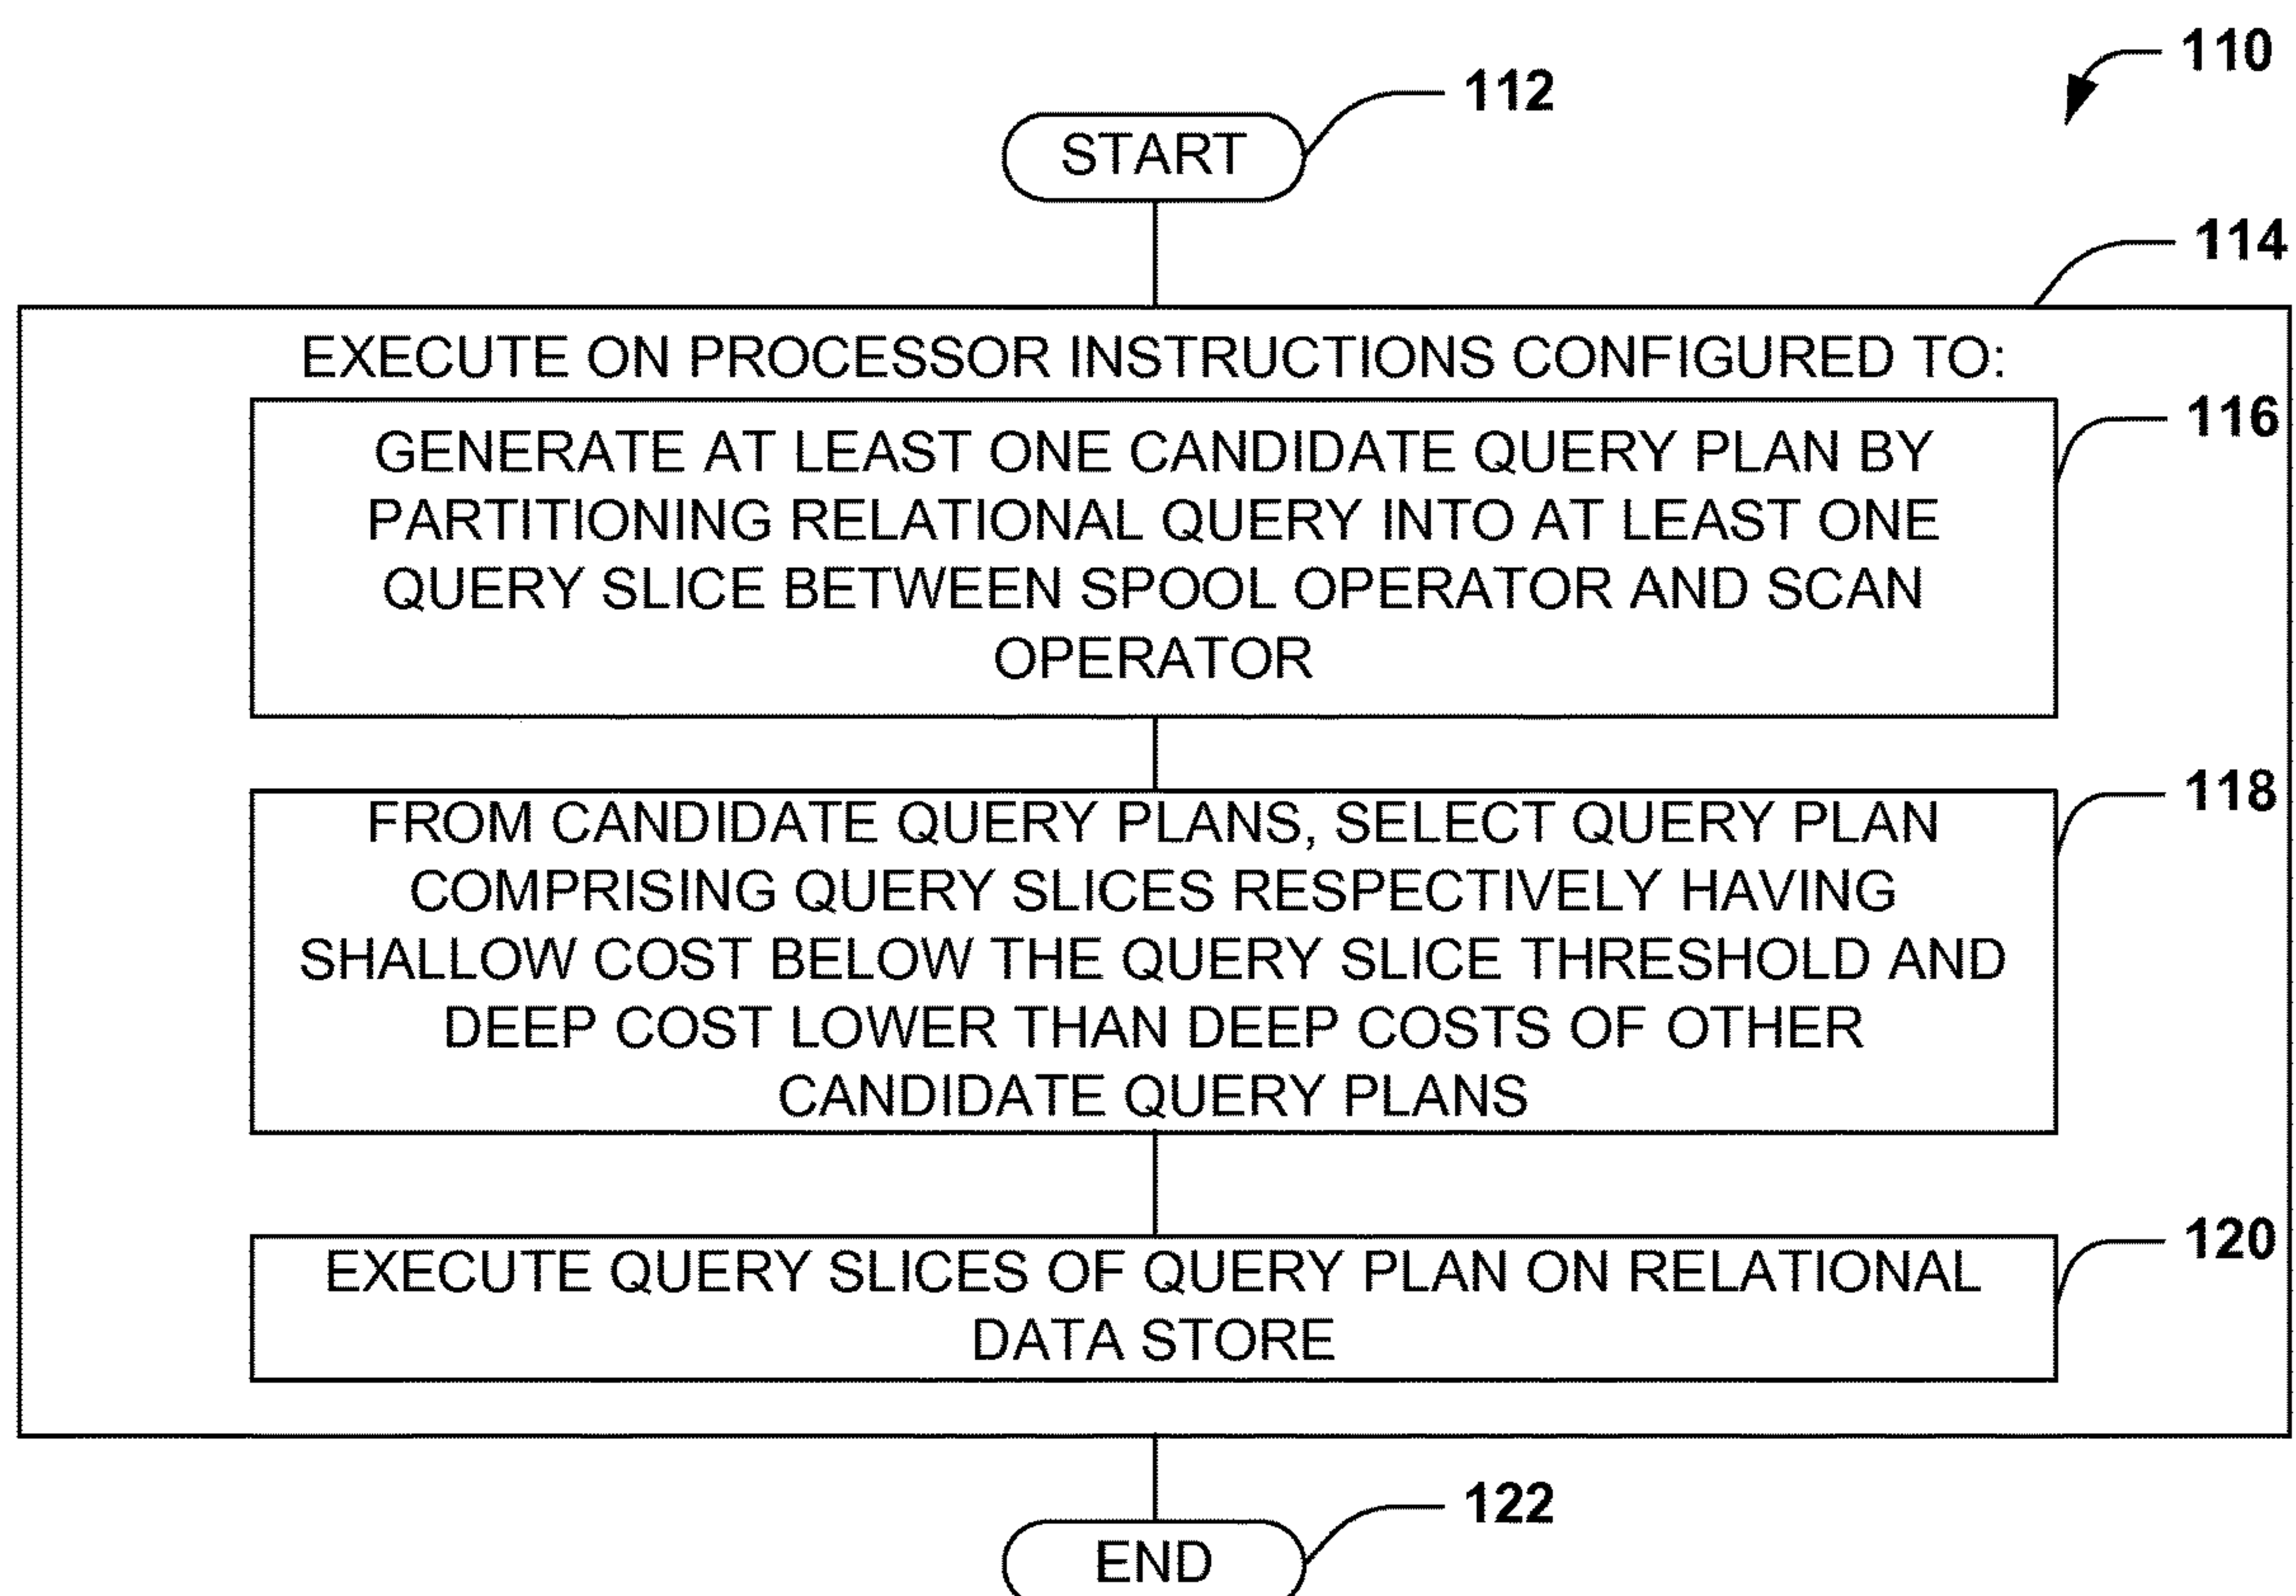 110
112
START
114
EXECUTE ON PROCESSOR INSTRUCTIONS CONFIGURED TO:
116
GENERATE AT LEAST ONE CANDIDATE QUERY PLAN BY
PARTITIONING RELATIONAL QUERY INTO AT LEAST ONE
QUERY SLICE BETWEEN SPOOL OPERATOR AND SCAN
OPERATOR
118
FROM CANDIDATE QUERY PLANS, SELECT QUERY PLAN
COMPRISING QUERY SLICES RESPECTIVELY HAVING
SHALLOW COST BELOW THE QUERY SLICE THRESHOLD AND
DEEP COST LOWER THAN DEEP COSTS OF OTHER
CANDIDATE QUERY PLANS
120
EXECUTE QUERY SLICES OF QUERY PLAN ON RELATIONAL
DATA STORE
122
END